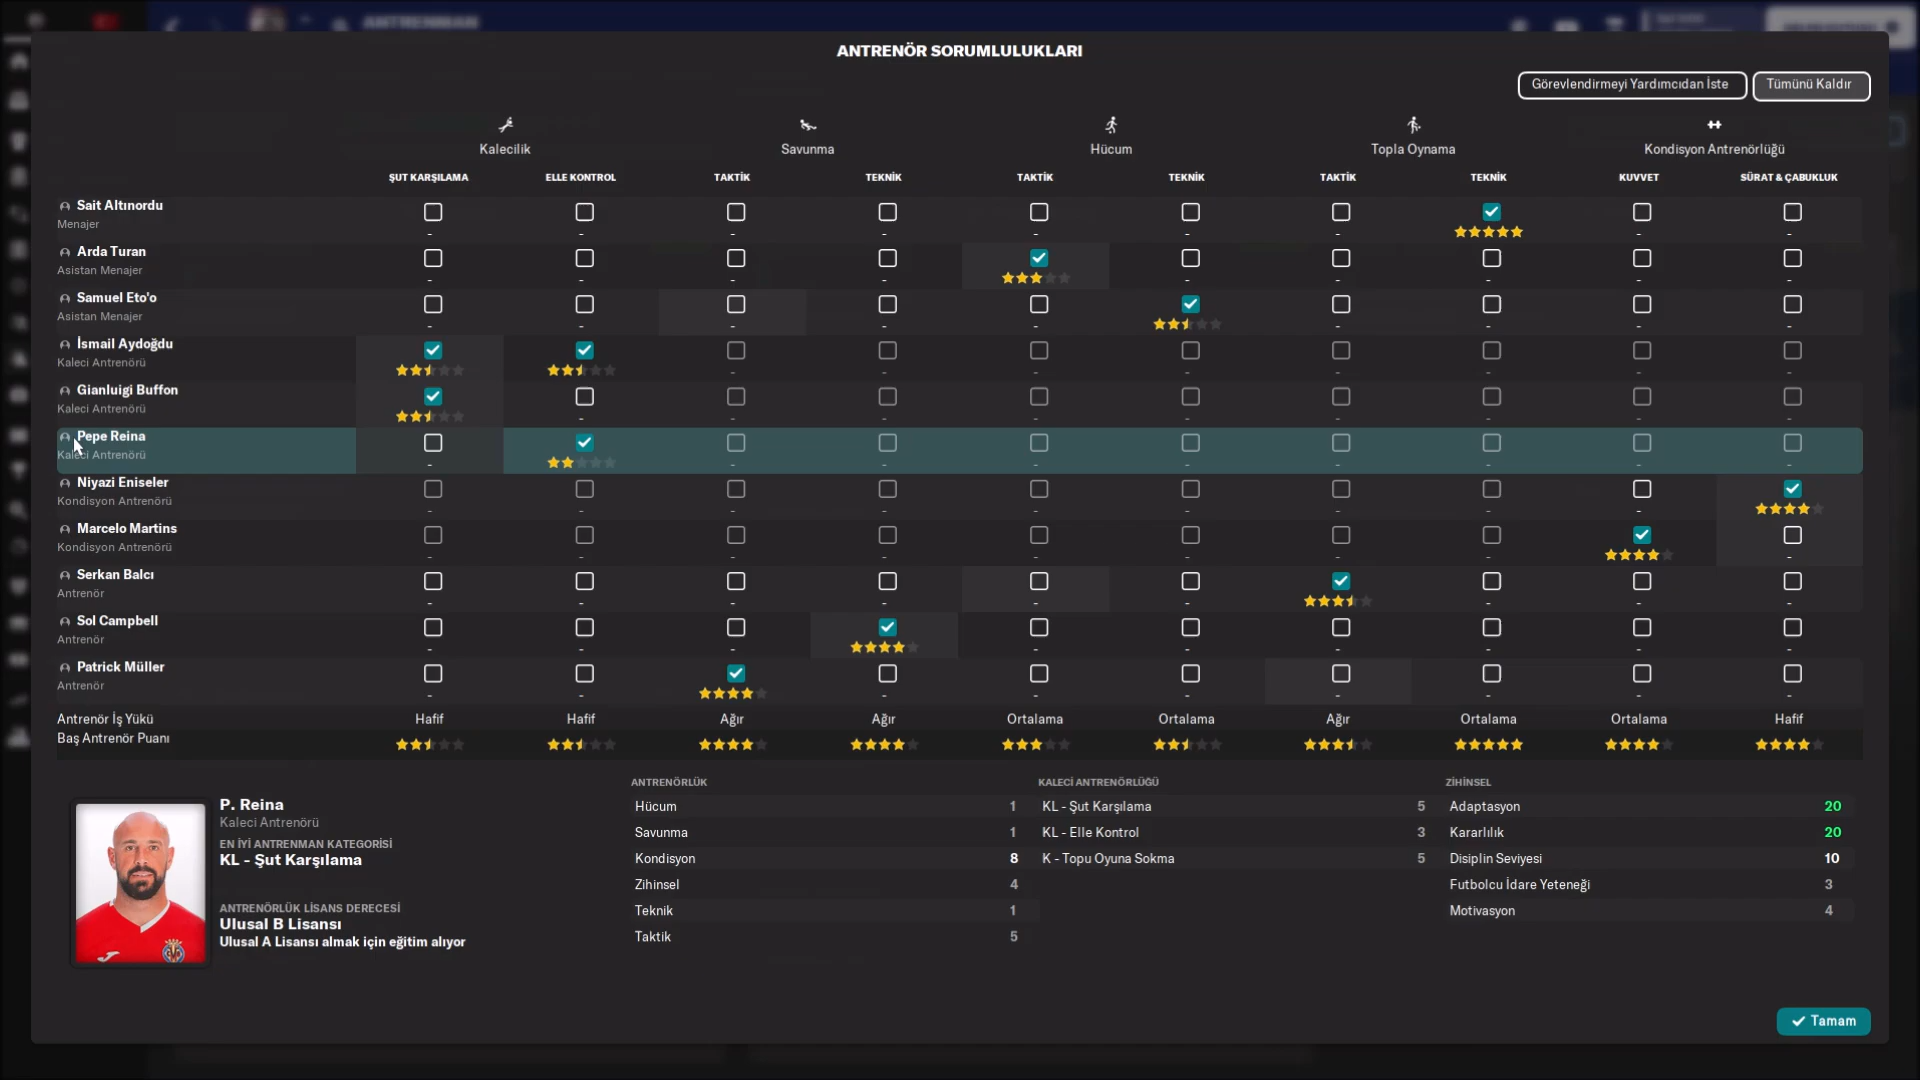 ANTRENMAN
ANTRENÖR SORUMLULUKLARI
Görevlendirmeyi Yardımcıdan İste
Tümünü Kaldır
Kalecilik Savunma Hücum Topla Oynama Kondisyon Antrenörlüğü
ŞUT KARŞILAMA ELLE KONTROL TAKTİK TEKNİK TAKTİK TEKNİK TAKTİK TEKNİK KUVVET SÜRAT & ÇABUKLUK
Sait Altınordu
Menajer
- - - - - - - - -
Arda Turan
Asistan Menajer
- - - - - - - - -
Samuel Eto'o
Asistan Menajer
- - - - - - - - -
İsmail Aydoğdu
Kaleci Antrenörü
- - - - - - - -
Gianluigi Buffon
Kaleci Antrenörü
- - - - - - - - -
Pepe Reina
Kaleci Antrenörü
- - - - - - - - -
Niyazi Eniseler
Kondisyon Antrenörü
- - - - - - - - -
Marcelo Martins
Kondisyon Antrenörü
- - - - - - - - -
Serkan Balcı
Antrenör
- - - - - - - - -
Sol Campbell
Antrenör
- - - - - - - - -
Patrick Müller
Antrenör
- - - - - - - - -
Antrenör İş Yükü Hafif Hafif Ağır Ağır Ortalama Ortalama Ağır Ortalama Ortalama Hafif
Baş Antrenör Puanı
P. Reina
Kaleci Antrenörü
EN İYİ ANTRENMAN KATEGORİSİ
KL - Şut Karşılama
ANTRENÖRLÜK LİSANS DERECESİ
Ulusal B Lisansı
Ulusal A Lisansı almak için eğitim alıyor
ANTRENÖRLÜK
Hücum 1
Savunma 1
Kondisyon 8
Zihinsel 4
Teknik 1
Taktik 5
KALECİ ANTRENÖRLÜĞÜ
KL - Şut Karşılama 5
KL - Elle Kontrol 3
K - Topu Oyuna Sokma 5
ZİHİNSEL
Adaptasyon 20
Kararlılık 20
Disiplin Seviyesi 10
Futbolcu İdare Yeteneği 3
Motivasyon 4
Tamam